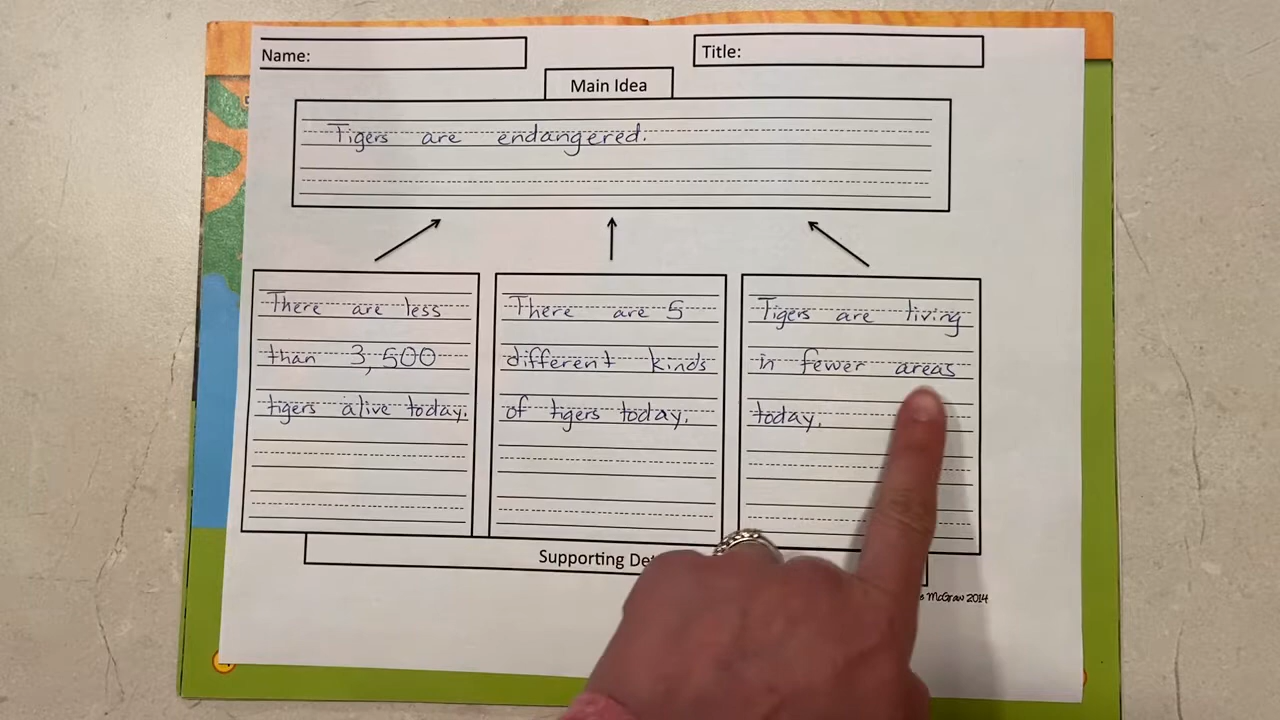 Name:
Title:
Main Idea
Tigers are endangered.
There are less
than 3,500
tigers alive today.
There are 5
different kinds
of tigers today.
Tigers are living
in fewer areas
today.
Supporting
McGraw 2014